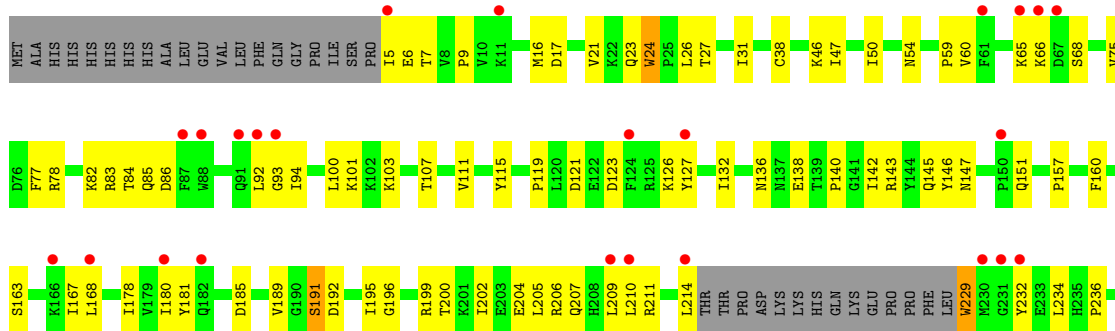 MET ALA HIS HIS HIS HIS HIS HIS ALA LEU GLU VAL LEU PHE GLN GLY PRO ILE SER PRO I5 E6 T7 V8 P9 V10 K11 M16 D17 V21 K22 Q23 W24 P25 L26 T27 I31 C38 K46 I47 I50 N54 P59 V60 F61 K65 K66 D67 S68 V75
D76 F77 R78 K82 R83 T84 Q85 D86 F87 W88 Q91 L92 G93 I94 L100 K101 K102 K103 T107 V111 Y115 P119 L120 D121 E122 D123 F124 R125 K126 Y127 I132 N136 N137 E138 T139 P140 G141 I142 R143 Y144 Q145 Y146 N147 P150 Q151 P157 F160
S163 K166 I167 L168 I178 V179 I180 Y181 Q182 D185 V189 G190 S191 D192 I195 G196 R199 T200 K201 I202 E203 E204 L205 R206 Q207 H208 L209 L210 R211 L214 THR THR PRO ASP LYS LYS HIS GLN LYS GLU PRO PRO PHE LEU W229 M230 G231 Y232 E233 L234 H235 P236